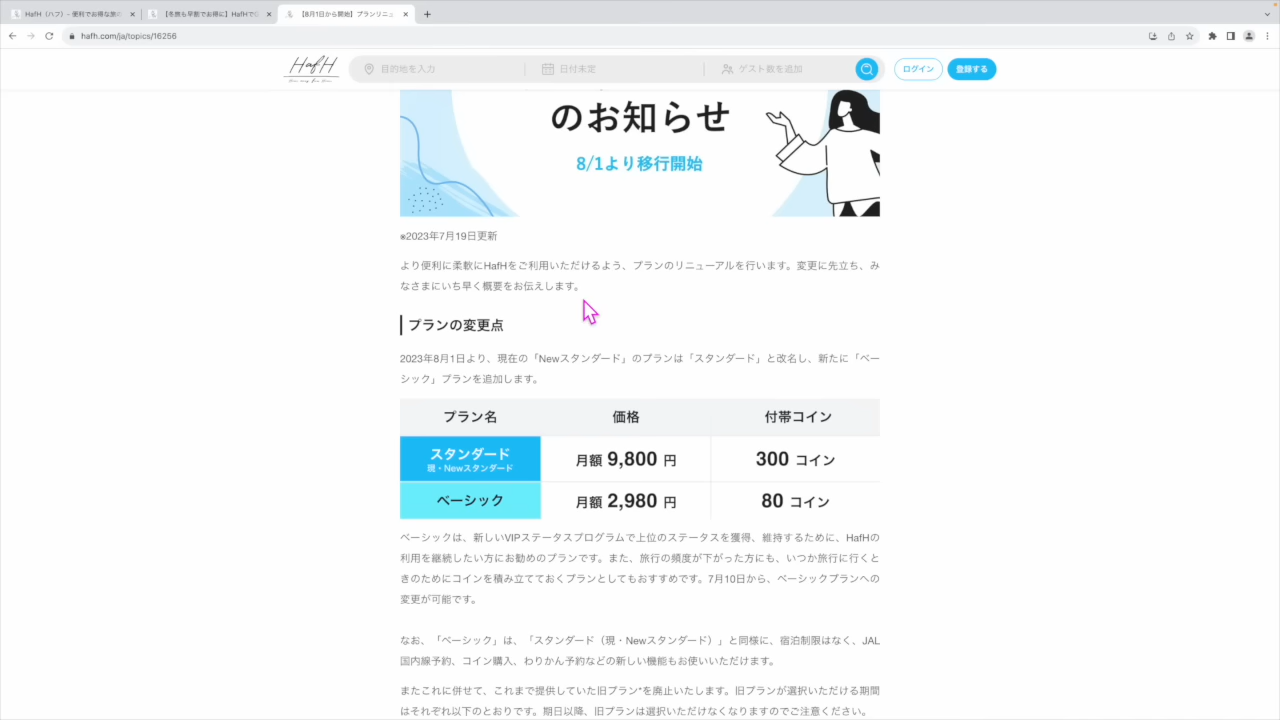 HafH（ハフ）- 便利でお得な旅の
【冬旅も早割でお得に】HafHで
【8月1日から開始】プランリニュ
hafh.com/ja/topics/16256
HafH
目的地を入力
日付未定
ゲスト数を追加
ログイン
登録する
のお知らせ
8/1より移行開始
※2023年7月19日更新
より便利に柔軟にHafHをご利用いただけるよう、プランのリニューアルを行います。変更に先立ち、み
なさまにいち早く概要をお伝えします。
プランの変更点
2023年8月1日より、現在の「Newスタンダード」のプランは「スタンダード」と改名し、新たに「ベー
シック」プランを追加します。
プラン名 価格 付帯コイン
スタンダード
現・Newスタンダード
月額 9,800 円 300 コイン
ベーシック 月額 2,980 円 80 コイン
ベーシックは、新しいVIPステータスプログラムで上位のステータスを獲得、維持するために、HafHの
利用を継続したい方にお勧めのプランです。また、旅行の頻度が下がった方にも、いつか旅行に行くと
きのためにコインを積み立てておくプランとしてもおすすめです。7月10日から、ベーシックプランへの
変更が可能です。
なお、「ベーシック」は、「スタンダード（現・Newスタンダード）」と同様に、宿泊制限はなく、JAL
国内線予約、コイン購入、わりかん予約などの新しい機能もお使いいただけます。
またこれに併せて、これまで提供していた旧プラン*を廃止いたします。旧プランが選択いただける期間
はそれぞれ以下のとおりです。期日以降、旧プランは選択いただけなくなりますのでご注意ください。